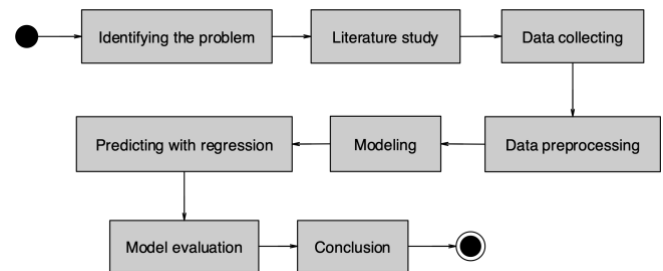 Identifying the problem
Literature study
Data collecting
Data preprocessing
Modeling
Predicting with regression
Model evaluation
Conclusion